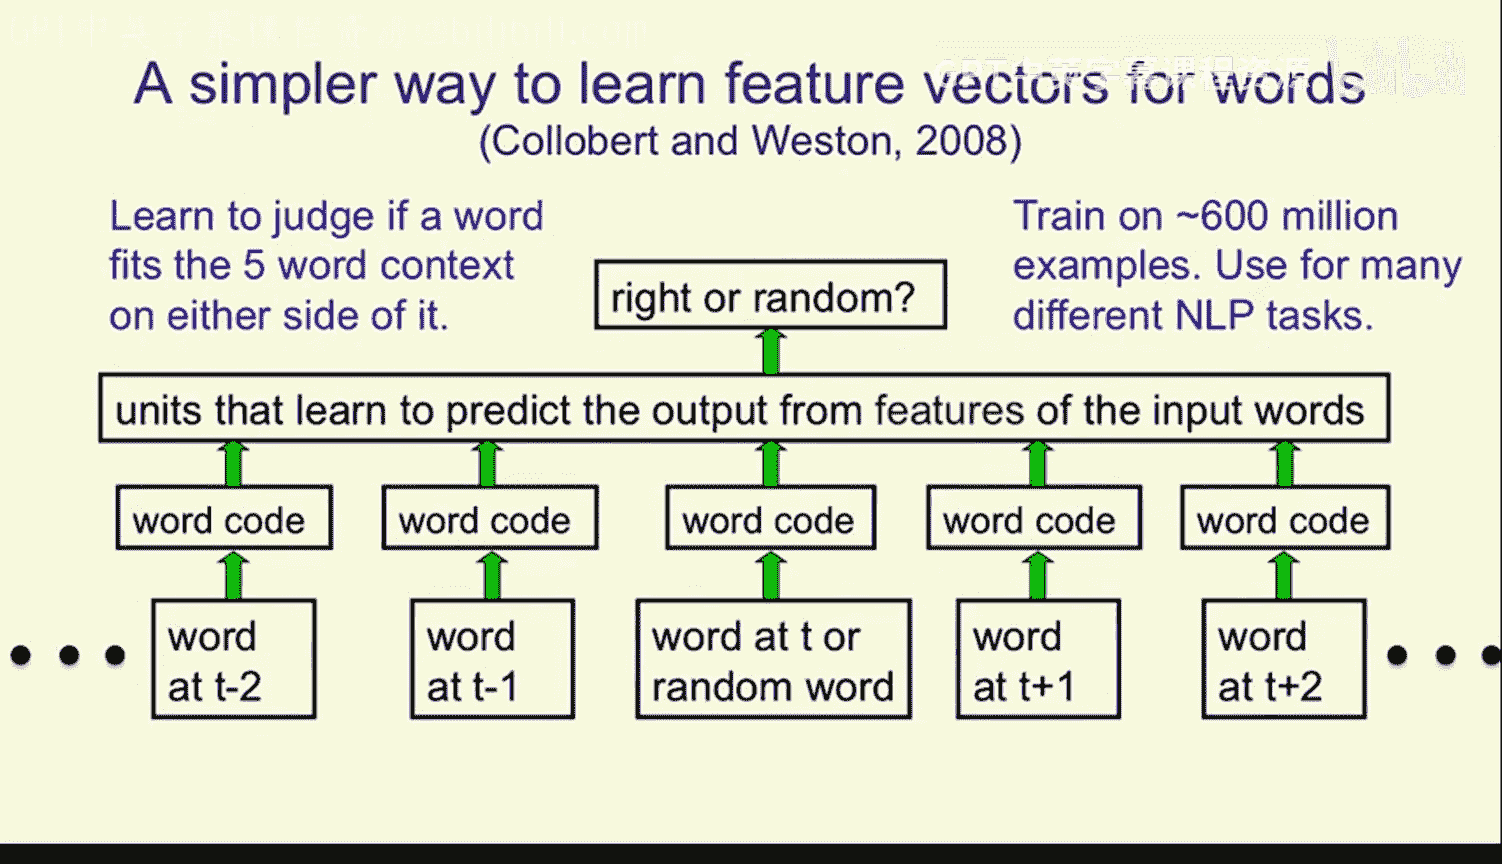 A simpler way to learn feature vectors for words
(Collobert and Weston, 2008)
Learn to judge if a word
fits the 5 word context
on either side of it.
Train on ~600 million
examples. Use for many
different NLP tasks.
right or random?
units that learn to predict the output from features of the input words
word code
word code
word code
word code
word code
word
at t-2
word
at t-1
word at t or
random word
word
at t+1
word
at t+2